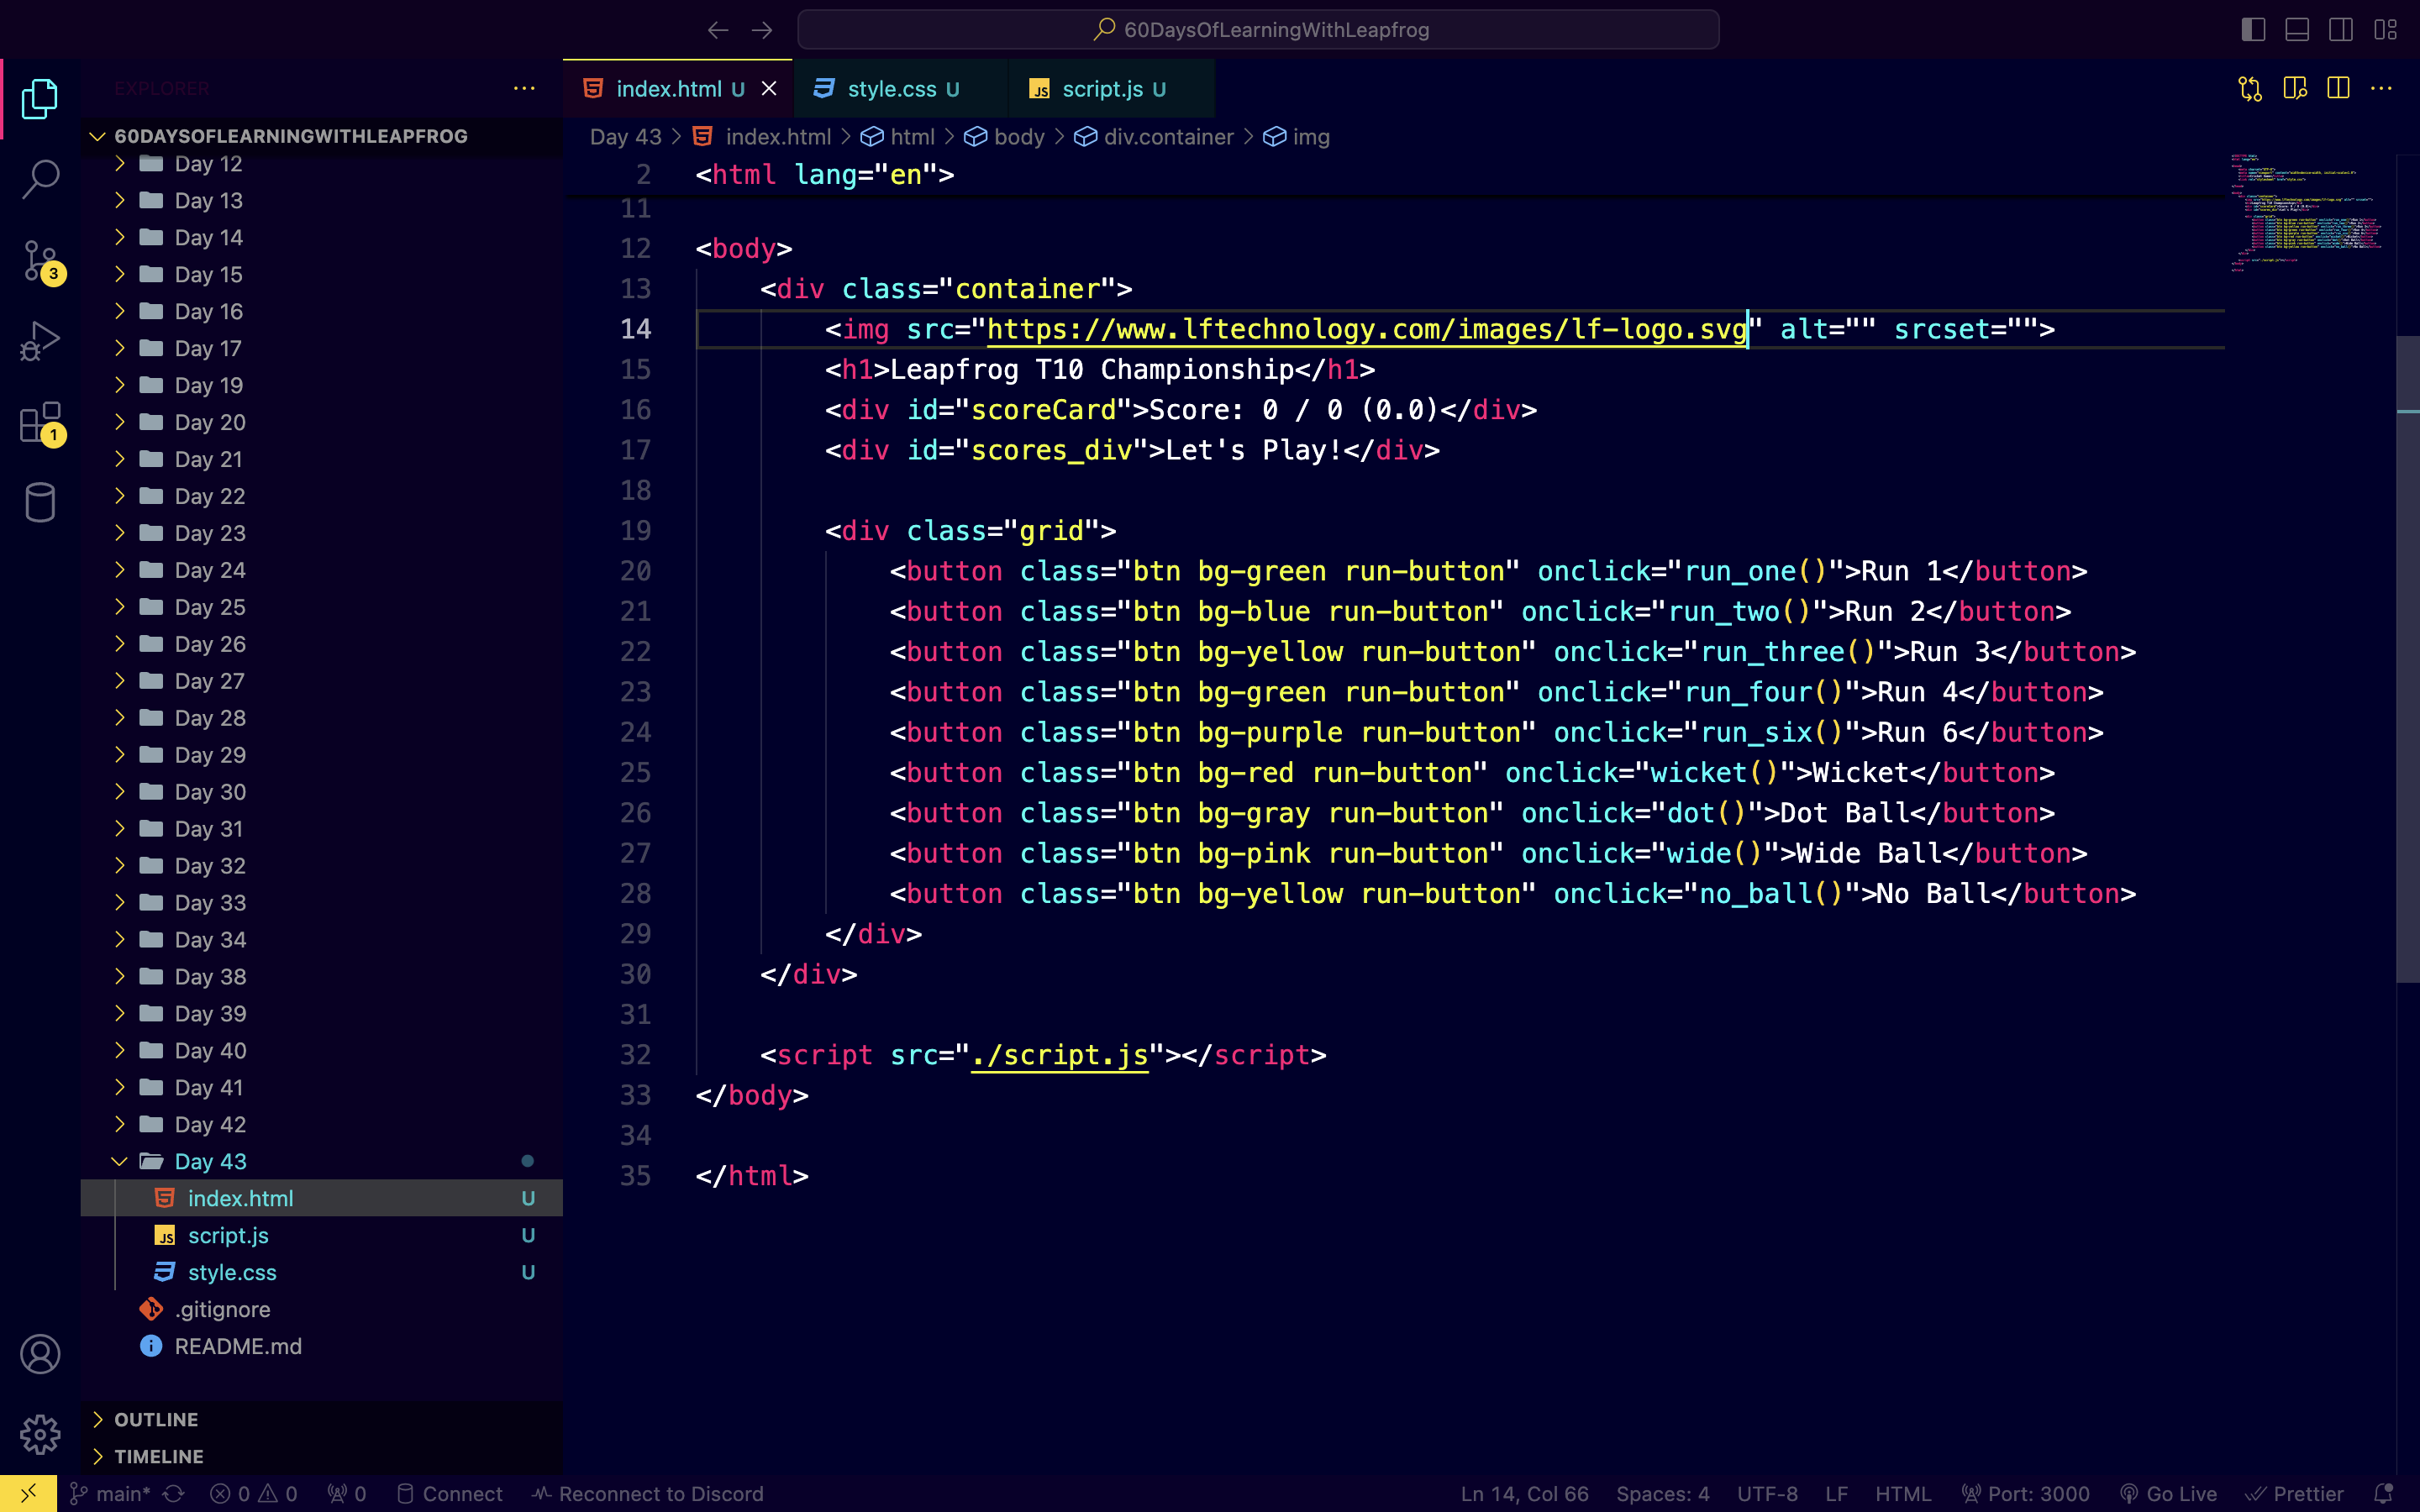 60DaysOfLearningWithLeapfrog
EXPLORER
60DAYSOFLEARNINGWITHLEAPFROG
Day 12
Day 13
Day 14
Day 15
Day 16
Day 17
Day 19
Day 20
Day 21
Day 22
Day 23
Day 24
Day 25
Day 26
Day 27
Day 28
Day 29
Day 30
Day 31
Day 32
Day 33
Day 34
Day 38
Day 39
Day 40
Day 41
Day 42
Day 43
index.html U
script.js U
style.css U
.gitignore
README.md
OUTLINE
TIMELINE
3
1
index.html U style.css U script.js U
Day 43 > index.html > html > body > div.container > img
2 <html lang="en">
11
12 <body>
13 <div class="container">
14 <img src="https://www.lftechnology.com/images/lf-logo.svg" alt="" srcset="">
15 <h1>Leapfrog T10 Championship</h1>
16 <div id="scoreCard">Score: 0 / 0 (0.0)</div>
17 <div id="scores_div">Let's Play!</div>
18
19 <div class="grid">
20 <button class="btn bg-green run-button" onclick="run_one()">Run 1</button>
21 <button class="btn bg-blue run-button" onclick="run_two()">Run 2</button>
22 <button class="btn bg-yellow run-button" onclick="run_three()">Run 3</button>
23 <button class="btn bg-green run-button" onclick="run_four()">Run 4</button>
24 <button class="btn bg-purple run-button" onclick="run_six()">Run 6</button>
25 <button class="btn bg-red run-button" onclick="wicket()">Wicket</button>
26 <button class="btn bg-gray run-button" onclick="dot()">Dot Ball</button>
27 <button class="btn bg-pink run-button" onclick="wide()">Wide Ball</button>
28 <button class="btn bg-yellow run-button" onclick="no_ball()">No Ball</button>
29 </div>
30 </div>
31
32 <script src="./script.js"></script>
33 </body>
34
35 </html>
main* 0 0 0 Connect Reconnect to Discord Ln 14, Col 66 Spaces: 4 UTF-8 LF HTML Port: 3000 Go Live Prettier